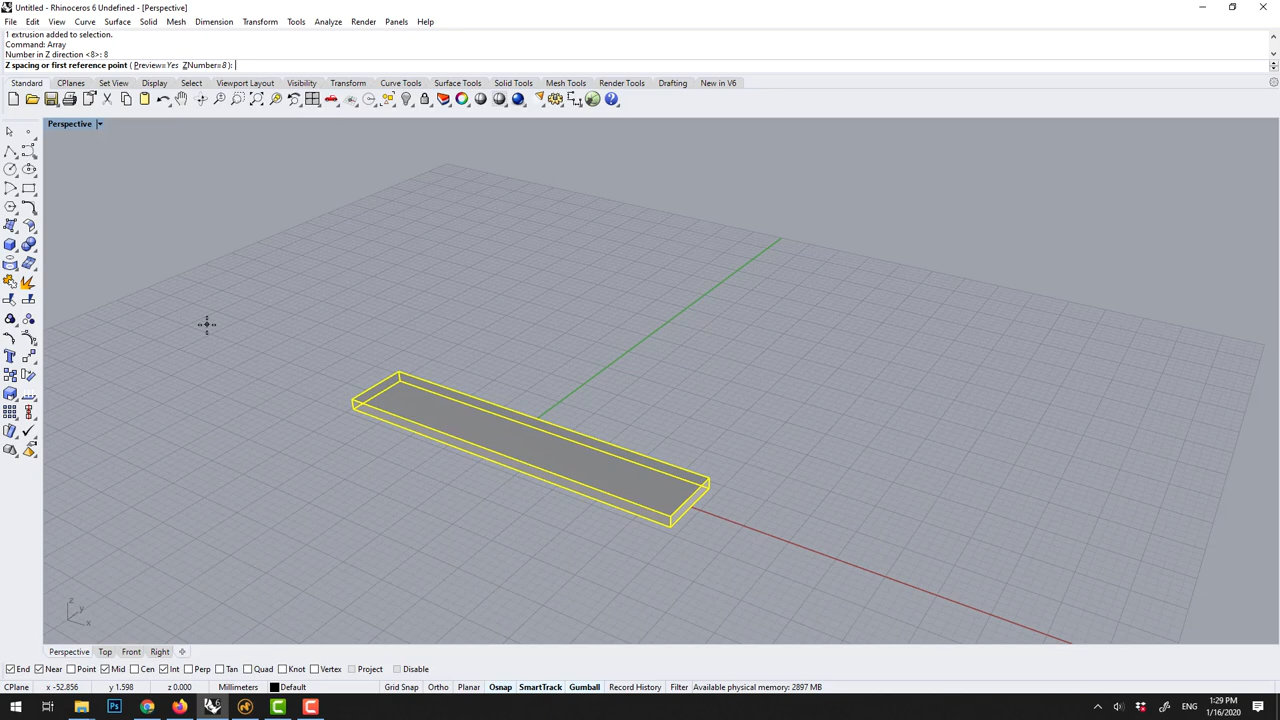 Untitled - Rhinoceros 6 Undefined - [Perspective]
File Edit View Curve Surface Solid Mesh Dimension Transform Tools Analyze Render Panels Help
1 extrusion added to selection.
Command: Array
Number in Z direction <8>: 8
Z spacing or first reference point ( Preview=Yes ZNumber=8 ):
Standard CPlanes Set View Display Select Viewport Layout Visibility Transform Curve Tools Surface Tools Solid Tools Mesh Tools Render Tools Drafting New in V6
Perspective
z
y
x
Perspective Top Front Right
End Near Point Mid Cen Int Perp Tan Quad Knot Vertex Project Disable
CPlane x -52.856 y 1.598 z 0.000 Millimeters Default Grid Snap Ortho Planar Osnap SmartTrack Gumball Record History Filter Available physical memory: 2897 MB
ENG
1:29 PM
1/16/2020